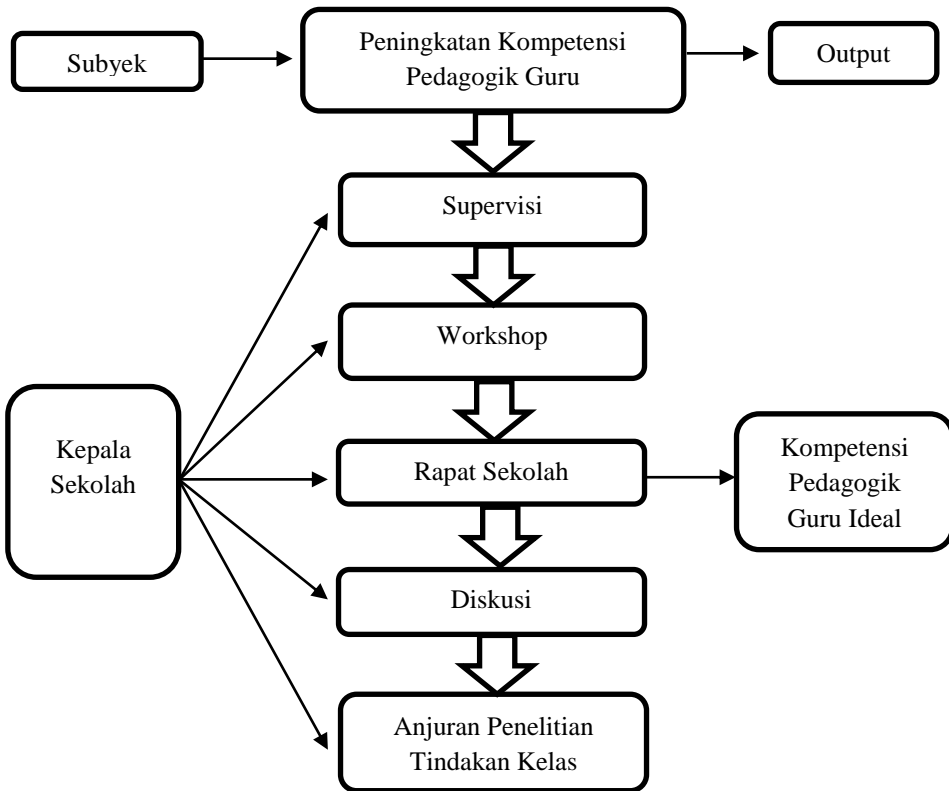 Subyek
Peningkatan Kompetensi
Pedagogik Guru
Output
Supervisi
Workshop
Kepala
Sekolah
Rapat Sekolah
Kompetensi
Pedagogik
Guru Ideal
Diskusi
Anjuran Penelitian
Tindakan Kelas